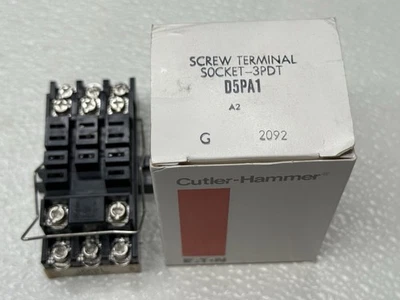 SCREW TERMINAL
SOCKET-3PDT
D5PA1
A2
G 2092
Cutler-Hammer®
E·T·N